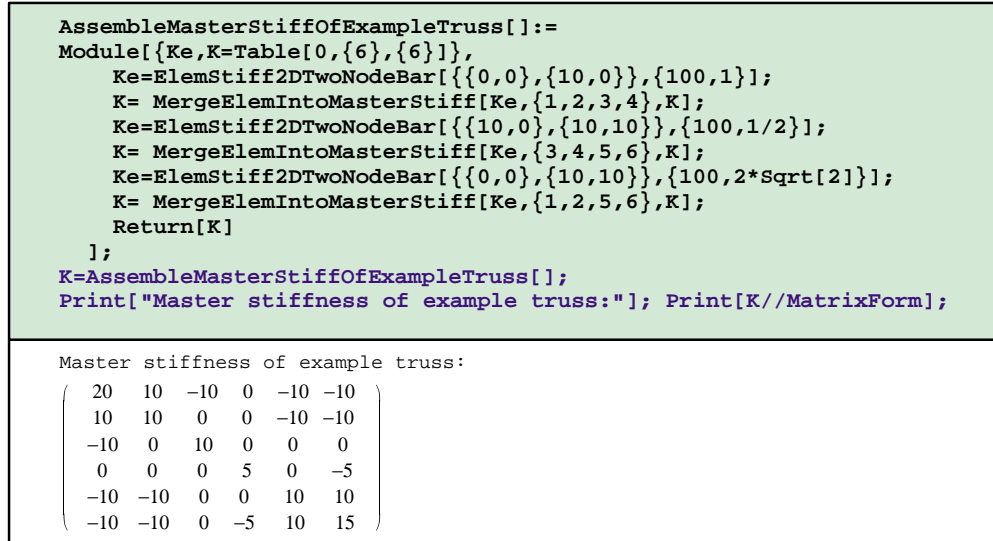 AssembleMasterStiffOfExampleTruss[]:=
Module[{Ke,K=Table[0,{6},{6}]},
Ke=ElemStiff2DTwoNodeBar[{{0,0},{10,0}},{100,1}];
K= MergeElemIntoMasterStiff[Ke,{1,2,3,4},K];
Ke=ElemStiff2DTwoNodeBar[{{10,0},{10,10}},{100,1/2}];
K= MergeElemIntoMasterStiff[Ke,{3,4,5,6},K];
Ke=ElemStiff2DTwoNodeBar[{{0,0},{10,10}},{100,2*Sqrt[2]}];
K= MergeElemIntoMasterStiff[Ke,{1,2,5,6},K];
Return[K]
];
K=AssembleMasterStiffOfExampleTruss[];
Print["Master stiffness of example truss:"]; Print[K//MatrixForm];
Master stiffness of example truss:
20 10 −10 0 −10 −10
10 10 0 0 −10 −10
−10 0 10 0 0 0
0 0 0 5 0 −5
−10 −10 0 0 10 10
−10 −10 0 −5 10 15